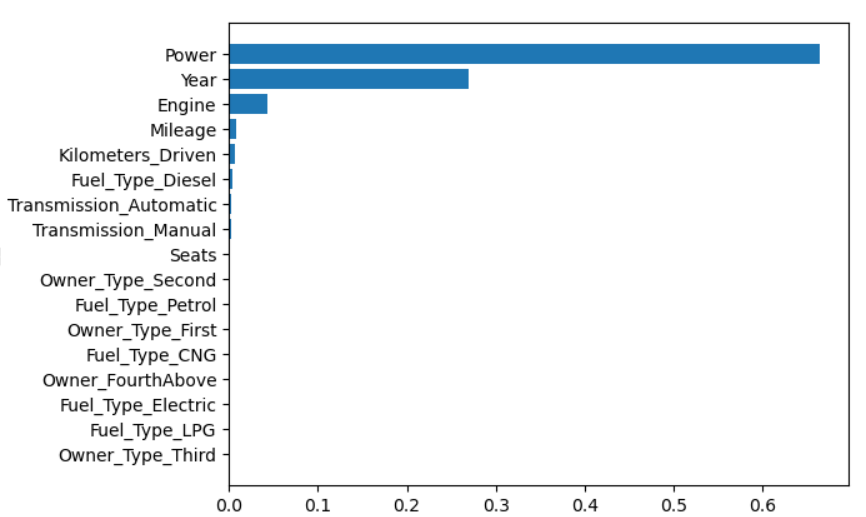 Power
Year
Engine
Mileage
Kilometers_Driven
Fuel_Type_Diesel
Transmission_Automatic
Transmission_Manual
Seats
Owner_Type_Second
Fuel_Type_Petrol
Owner_Type_First
Fuel_Type_CNG
Owner_FourthAbove
Fuel_Type_Electric
Fuel_Type_LPG
Owner_Type_Third
0.0 0.1 0.2 0.3 0.4 0.5 0.6